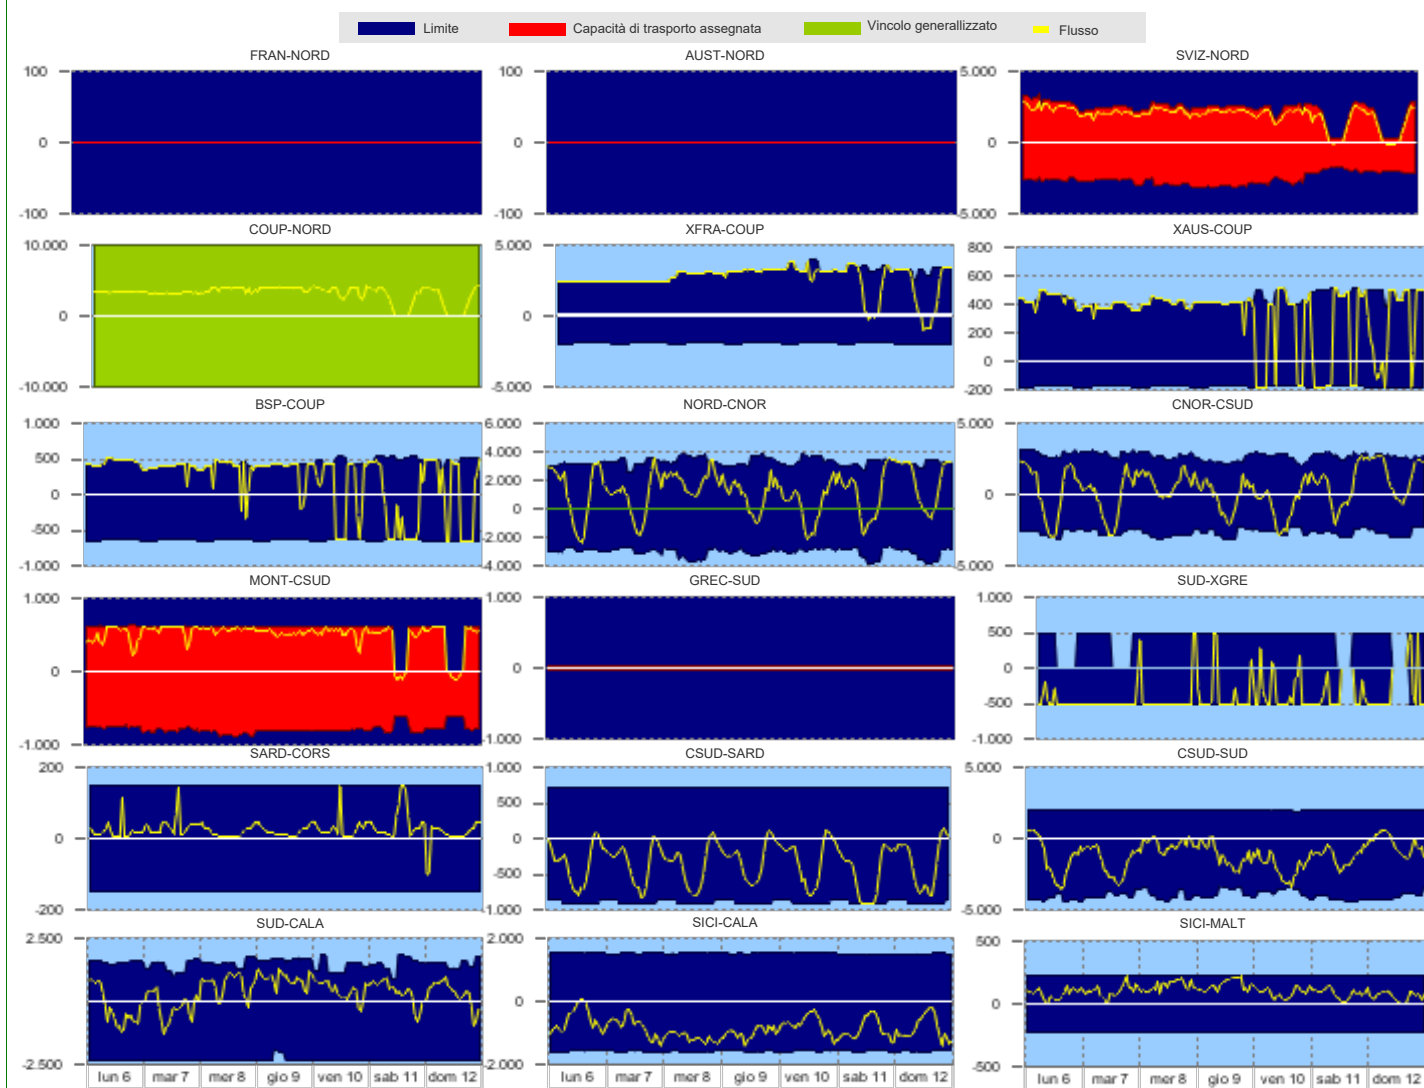 Limite Capacità di trasporto assegnata Vincolo generallizzato Flusso
FRAN-NORD AUST-NORD SVIZ-NORD
100 100 5.000
0 0 0
-100 -100 -5.000
COUP-NORD XFRA-COUP XAUS-COUP
10.000 5.000 800
600
400
0 0 200
0
-10.000 -5.000 -200
BSP-COUP NORD-CNOR CNOR-CSUD
1.000 6.000 5.000
500 4.000
2.000
0 0 0
-500 -2.000
-1.000 -4.000 -5.000
MONT-CSUD GREC-SUD SUD-XGRE
1.000 1.000 1.000
500
0 0 0
-500
-1.000 -1.000 -1.000
SARD-CORS CSUD-SARD CSUD-SUD
200 1.000 5.000
500
0 0 0
-500
-200 -1.000 -5.000
SUD-CALA SICI-CALA SICI-MALT
2.500 2.000 500
0 0 0
-2.500 -2.000 -500
lun 6 mar 7 mer 8 gio 9 ven 10 sab 11 dom 12 lun 6 mar 7 mer 8 gio 9 ven 10 sab 11 dom 12 lun 6 mar 7 mer 8 gio 9 ven 10 sab 11 dom 12